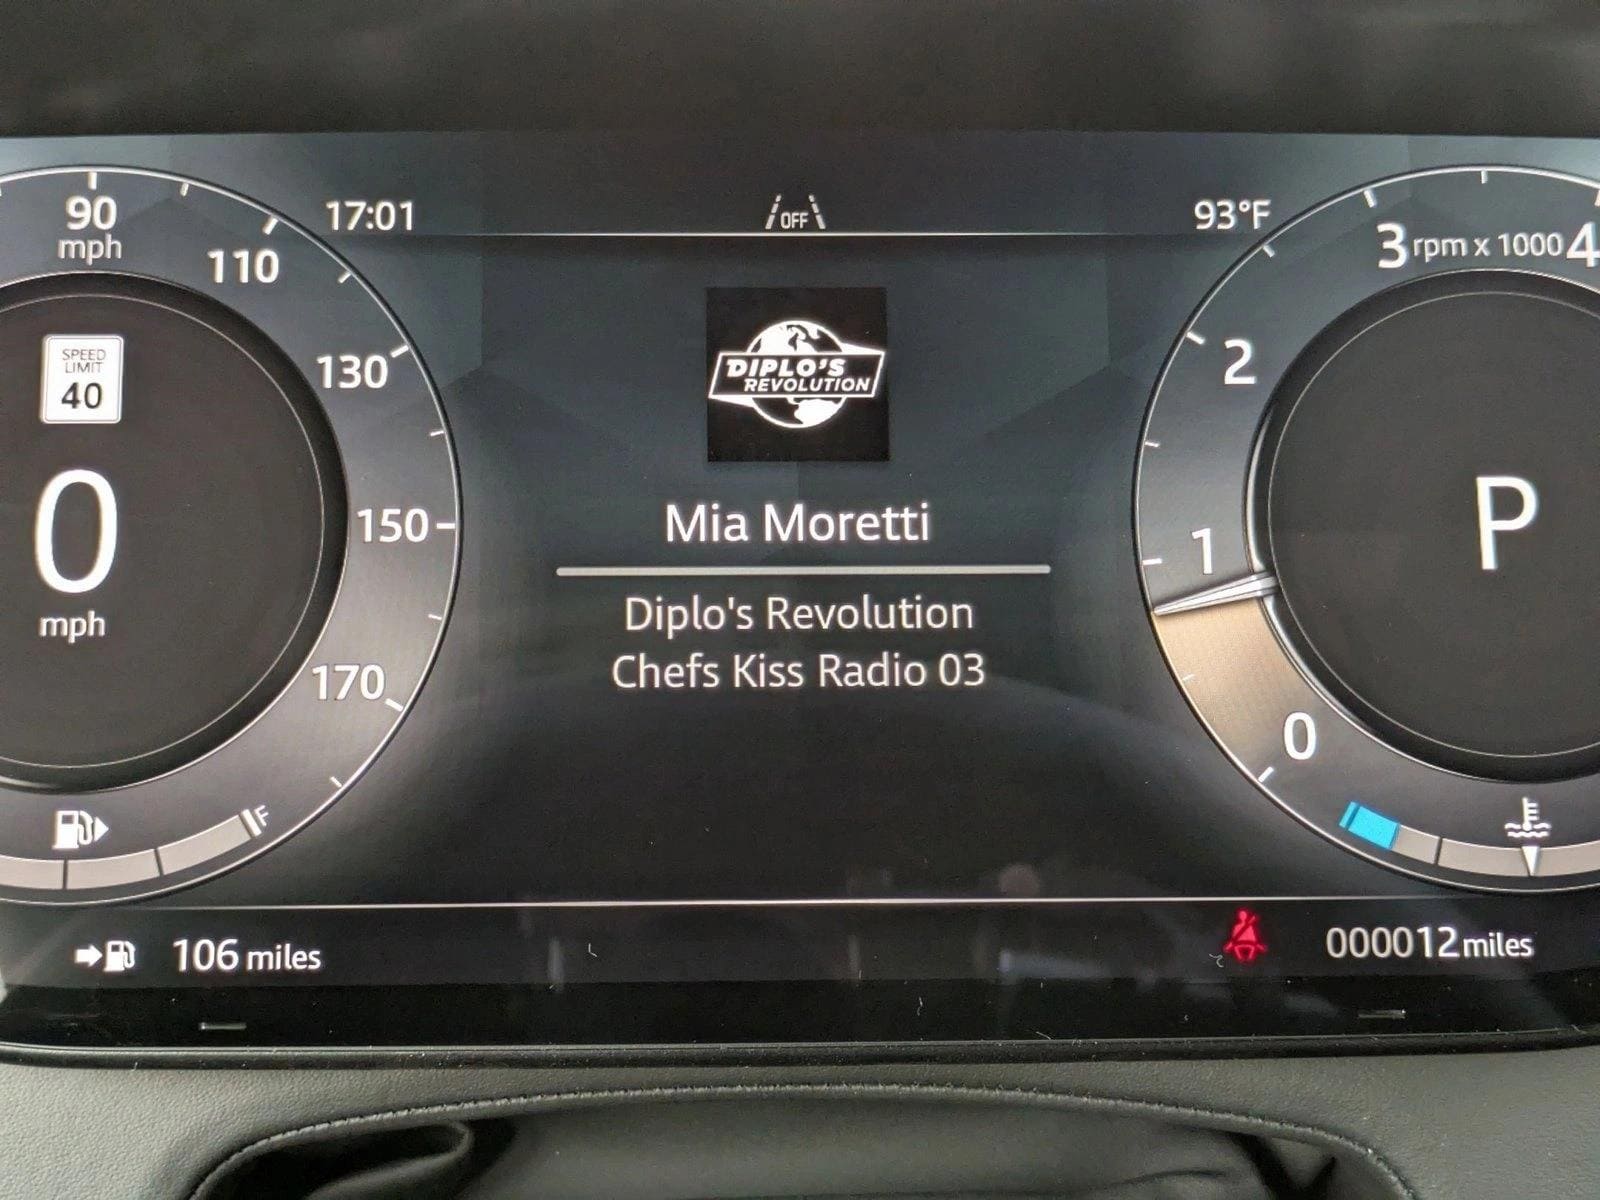 90
mph
110
130
150
170
SPEED
LIMIT
40
0
mph
F
17:01
OFF
93°F
DIPLO'S
REVOLUTION
Mia Moretti
Diplo's Revolution
Chefs Kiss Radio 03
3 rpm x 1000 4
2
1
0
P
106 miles
000012 miles